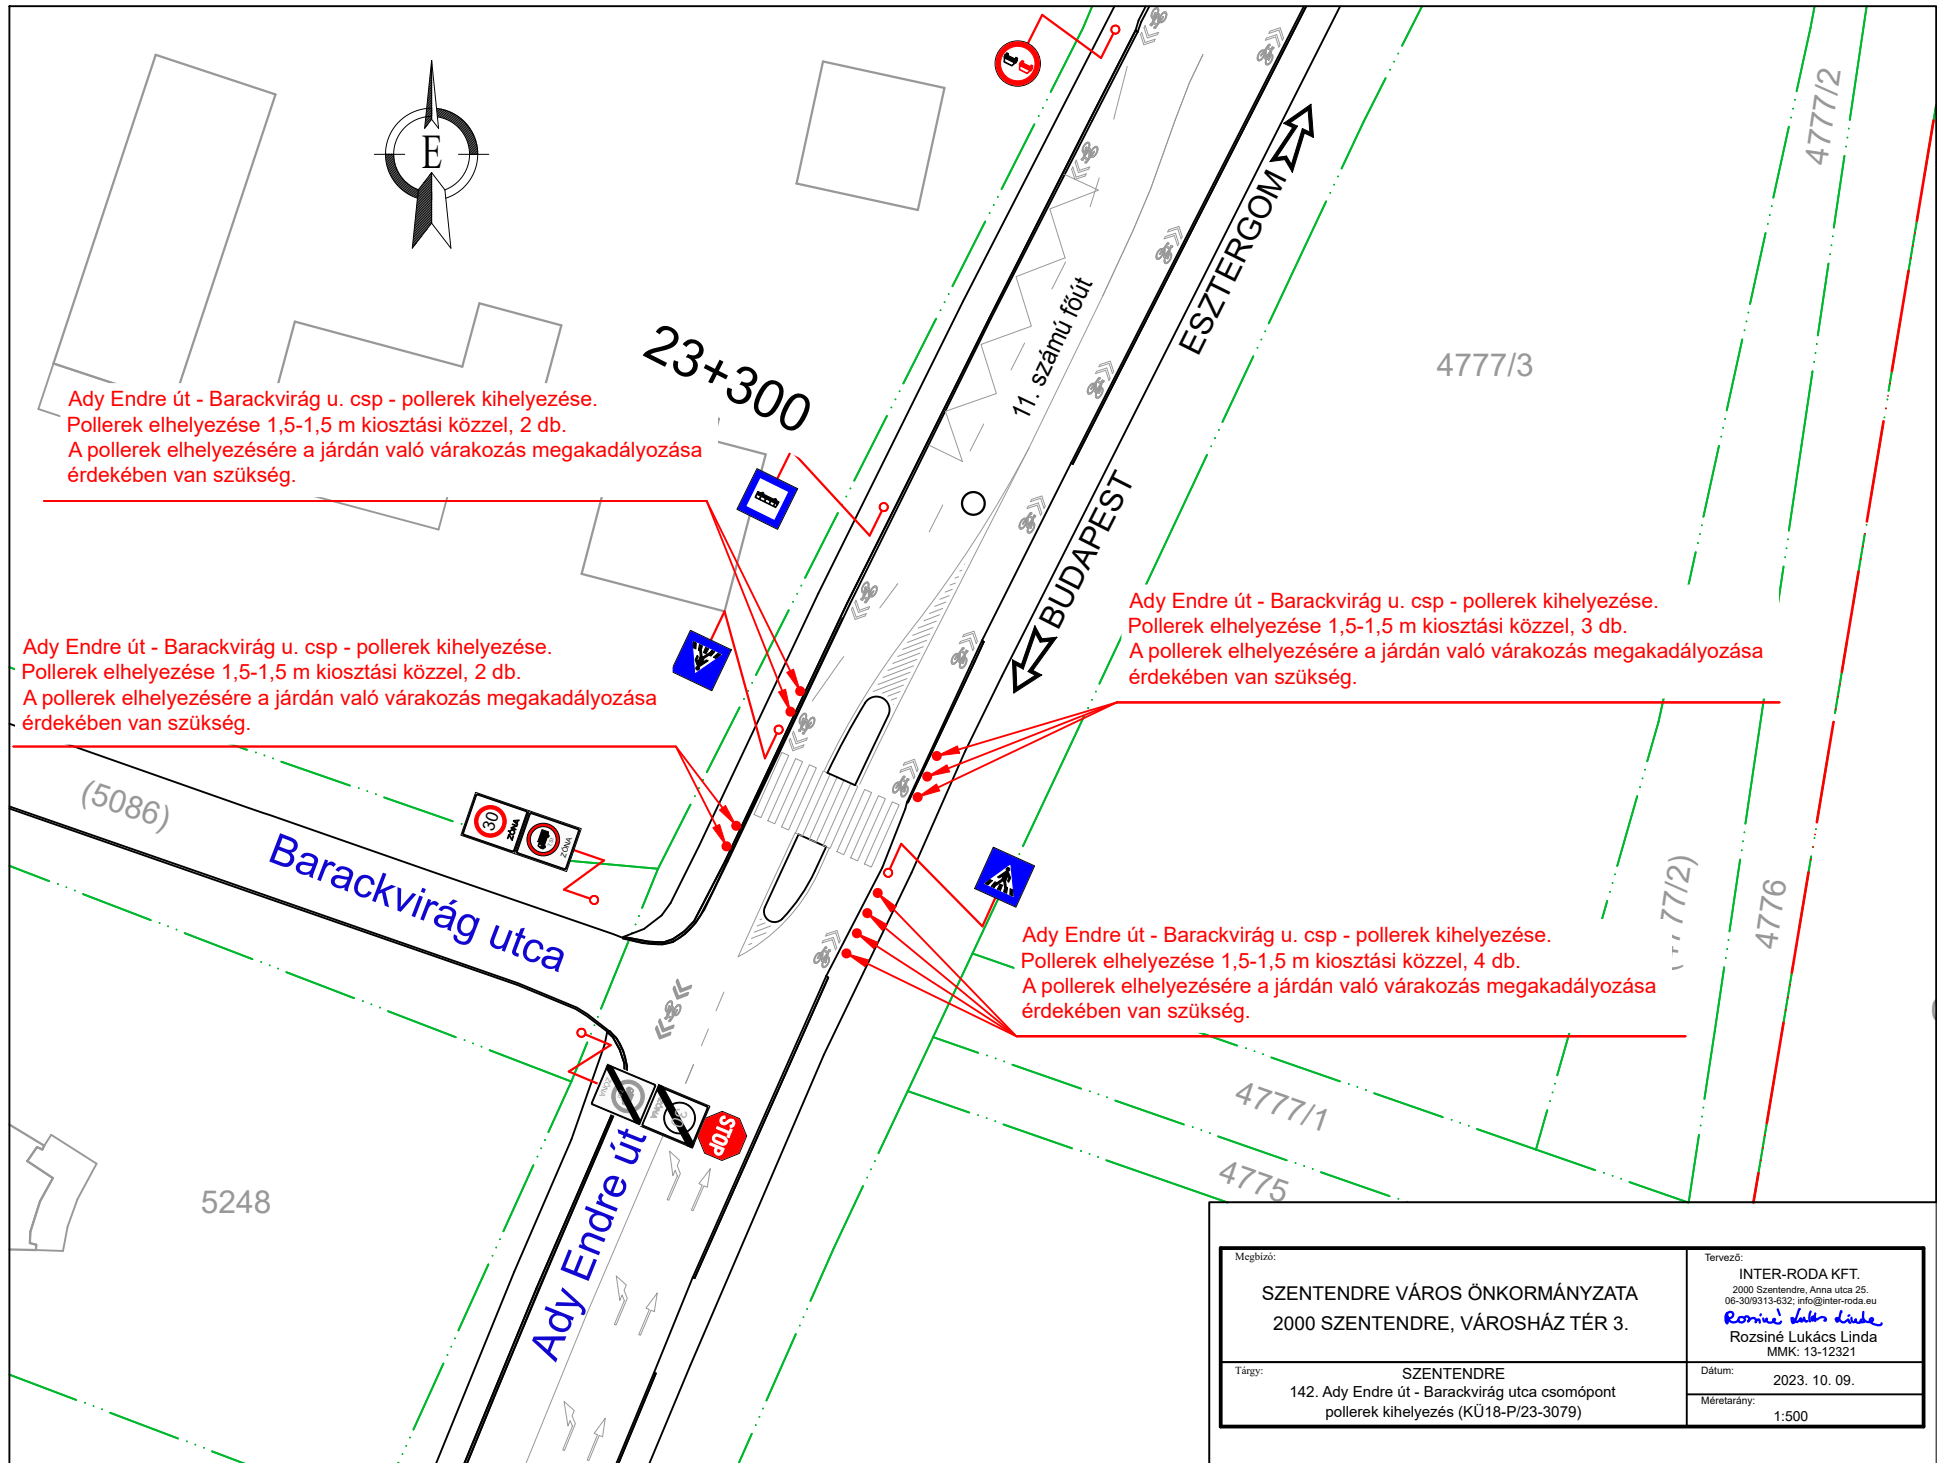 E
4777/2
ESZTERGOM
11. számú főút
4777/3
23+300
Ady Endre út - Barackvirág u. csp - pollerek kihelyezése.
Pollerek elhelyezése 1,5-1,5 m kiosztási közzel, 2 db.
A pollerek elhelyezésére a járdán való várakozás megakadályozása
érdekében van szükség.
BUDAPEST
Ady Endre út - Barackvirág u. csp - pollerek kihelyezése.
Pollerek elhelyezése 1,5-1,5 m kiosztási közzel, 3 db.
A pollerek elhelyezésére a járdán való várakozás megakadályozása
érdekében van szükség.
Ady Endre út - Barackvirág u. csp - pollerek kihelyezése.
Pollerek elhelyezése 1,5-1,5 m kiosztási közzel, 2 db.
A pollerek elhelyezésére a járdán való várakozás megakadályozása
érdekében van szükség.
(5086)
30
ZÓNA
ZÓNA
Barackvirág utca
77/2)
4776
Ady Endre út - Barackvirág u. csp - pollerek kihelyezése.
Pollerek elhelyezése 1,5-1,5 m kiosztási közzel, 4 db.
A pollerek elhelyezésére a járdán való várakozás megakadályozása
érdekében van szükség.
ZÓNA
30
ZÓNA
STOP
4777/1
4775
5248
Ady Endre út
Megbízó:
SZENTENDRE VÁROS ÖNKORMÁNYZATA
2000 SZENTENDRE, VÁROSHÁZ TÉR 3.
Tervező:
INTER-RODA KFT.
2000 Szentendre, Anna utca 25.
06-30/9313-632; info@inter-roda.eu
Rozsiné Lukács Linda
Rozsiné Lukács Linda
MMK: 13-12321
Tárgy:
SZENTENDRE
142. Ady Endre út - Barackvirág utca csomópont
pollerek kihelyezés (KÜ18-P/23-3079)
Dátum:
2023. 10. 09.
Méretarány:
1:500